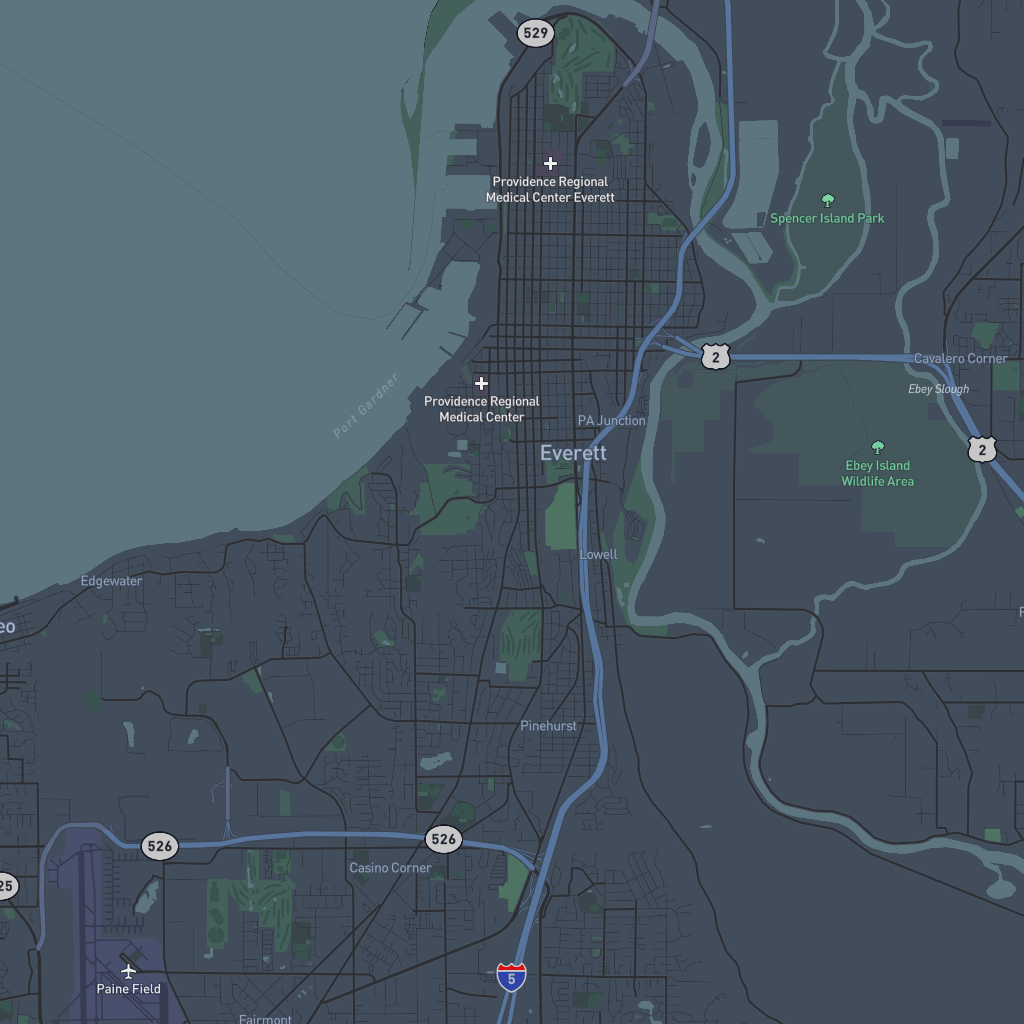 529
Providence Regional
Medical Center Everett
Spencer Island Park
2
Cavalero Corner
Ebey Slough
Port Gardner
Providence Regional
Medical Center
PA Junction
Everett
2
Ebey Island
Wildlife Area
Lowell
Edgewater
eo
Pinehurst
526
526
Casino Corner
25
5
Paine Field
Fairmont